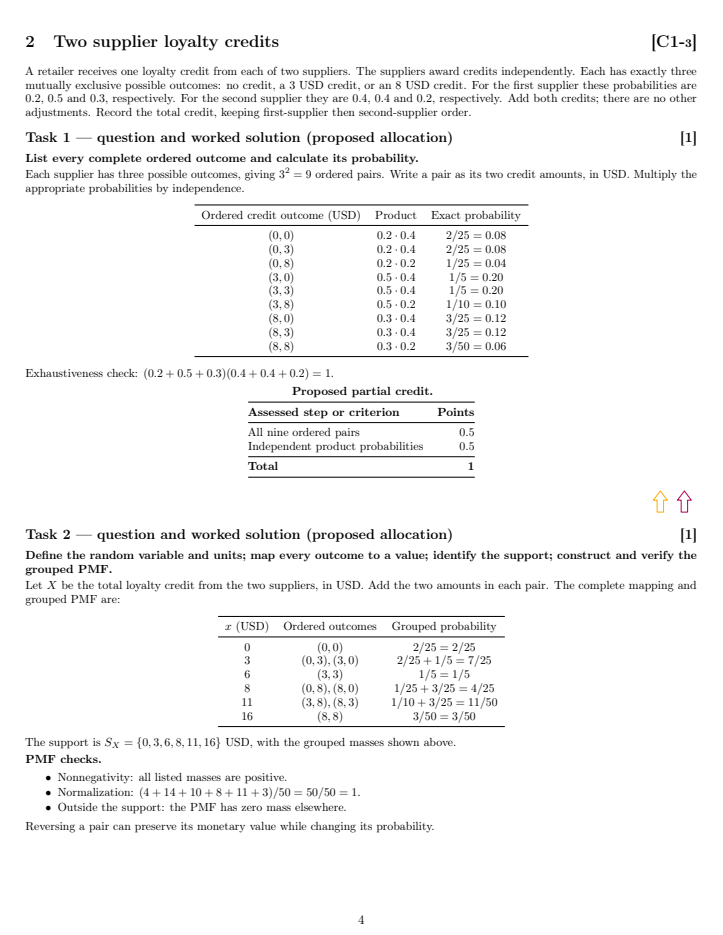 2 Two supplier loyalty credits [C1-3]
A retailer receives one loyalty credit from each of two suppliers. The suppliers award credits independently. Each has exactly three
mutually exclusive possible outcomes: no credit, a 3 USD credit, or an 8 USD credit. For the first supplier these probabilities are
0.2, 0.5 and 0.3, respectively. For the second supplier they are 0.4, 0.4 and 0.2, respectively. Add both credits; there are no other
adjustments. Record the total credit, keeping first-supplier then second-supplier order.
Task 1 — question and worked solution (proposed allocation) [1]
List every complete ordered outcome and calculate its probability.
Each supplier has three possible outcomes, giving 3² = 9 ordered pairs. Write a pair as its two credit amounts, in USD. Multiply the
appropriate probabilities by independence.
Ordered credit outcome (USD) Product Exact probability
(0, 0) 0.2 · 0.4 2/25 = 0.08
(0, 3) 0.2 · 0.4 2/25 = 0.08
(0, 8) 0.2 · 0.2 1/25 = 0.04
(3, 0) 0.5 · 0.4 1/5 = 0.20
(3, 3) 0.5 · 0.4 1/5 = 0.20
(3, 8) 0.5 · 0.2 1/10 = 0.10
(8, 0) 0.3 · 0.4 3/25 = 0.12
(8, 3) 0.3 · 0.4 3/25 = 0.12
(8, 8) 0.3 · 0.2 3/50 = 0.06
Exhaustiveness check: (0.2 + 0.5 + 0.3)(0.4 + 0.4 + 0.2) = 1.
Proposed partial credit.
Assessed step or criterion Points
All nine ordered pairs 0.5
Independent product probabilities 0.5
Total 1
Task 2 — question and worked solution (proposed allocation) [1]
Define the random variable and units; map every outcome to a value; identify the support; construct and verify the
grouped PMF.
Let X be the total loyalty credit from the two suppliers, in USD. Add the two amounts in each pair. The complete mapping and
grouped PMF are:
x (USD) Ordered outcomes Grouped probability
0 (0, 0) 2/25 = 2/25
3 (0, 3), (3, 0) 2/25 + 1/5 = 7/25
6 (3, 3) 1/5 = 1/5
8 (0, 8), (8, 0) 1/25 + 3/25 = 4/25
11 (3, 8), (8, 3) 1/10 + 3/25 = 11/50
16 (8, 8) 3/50 = 3/50
The support is S_X = {0, 3, 6, 8, 11, 16} USD, with the grouped masses shown above.
PMF checks.
• Nonnegativity: all listed masses are positive.
• Normalization: (4 + 14 + 10 + 8 + 11 + 3)/50 = 50/50 = 1.
• Outside the support: the PMF has zero mass elsewhere.
Reversing a pair can preserve its monetary value while changing its probability.
4